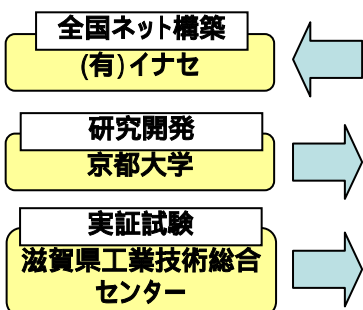 全国ネット構築
(有)イナセ
研究開発
京都大学
実証試験
滋賀県工業技術総合
センター